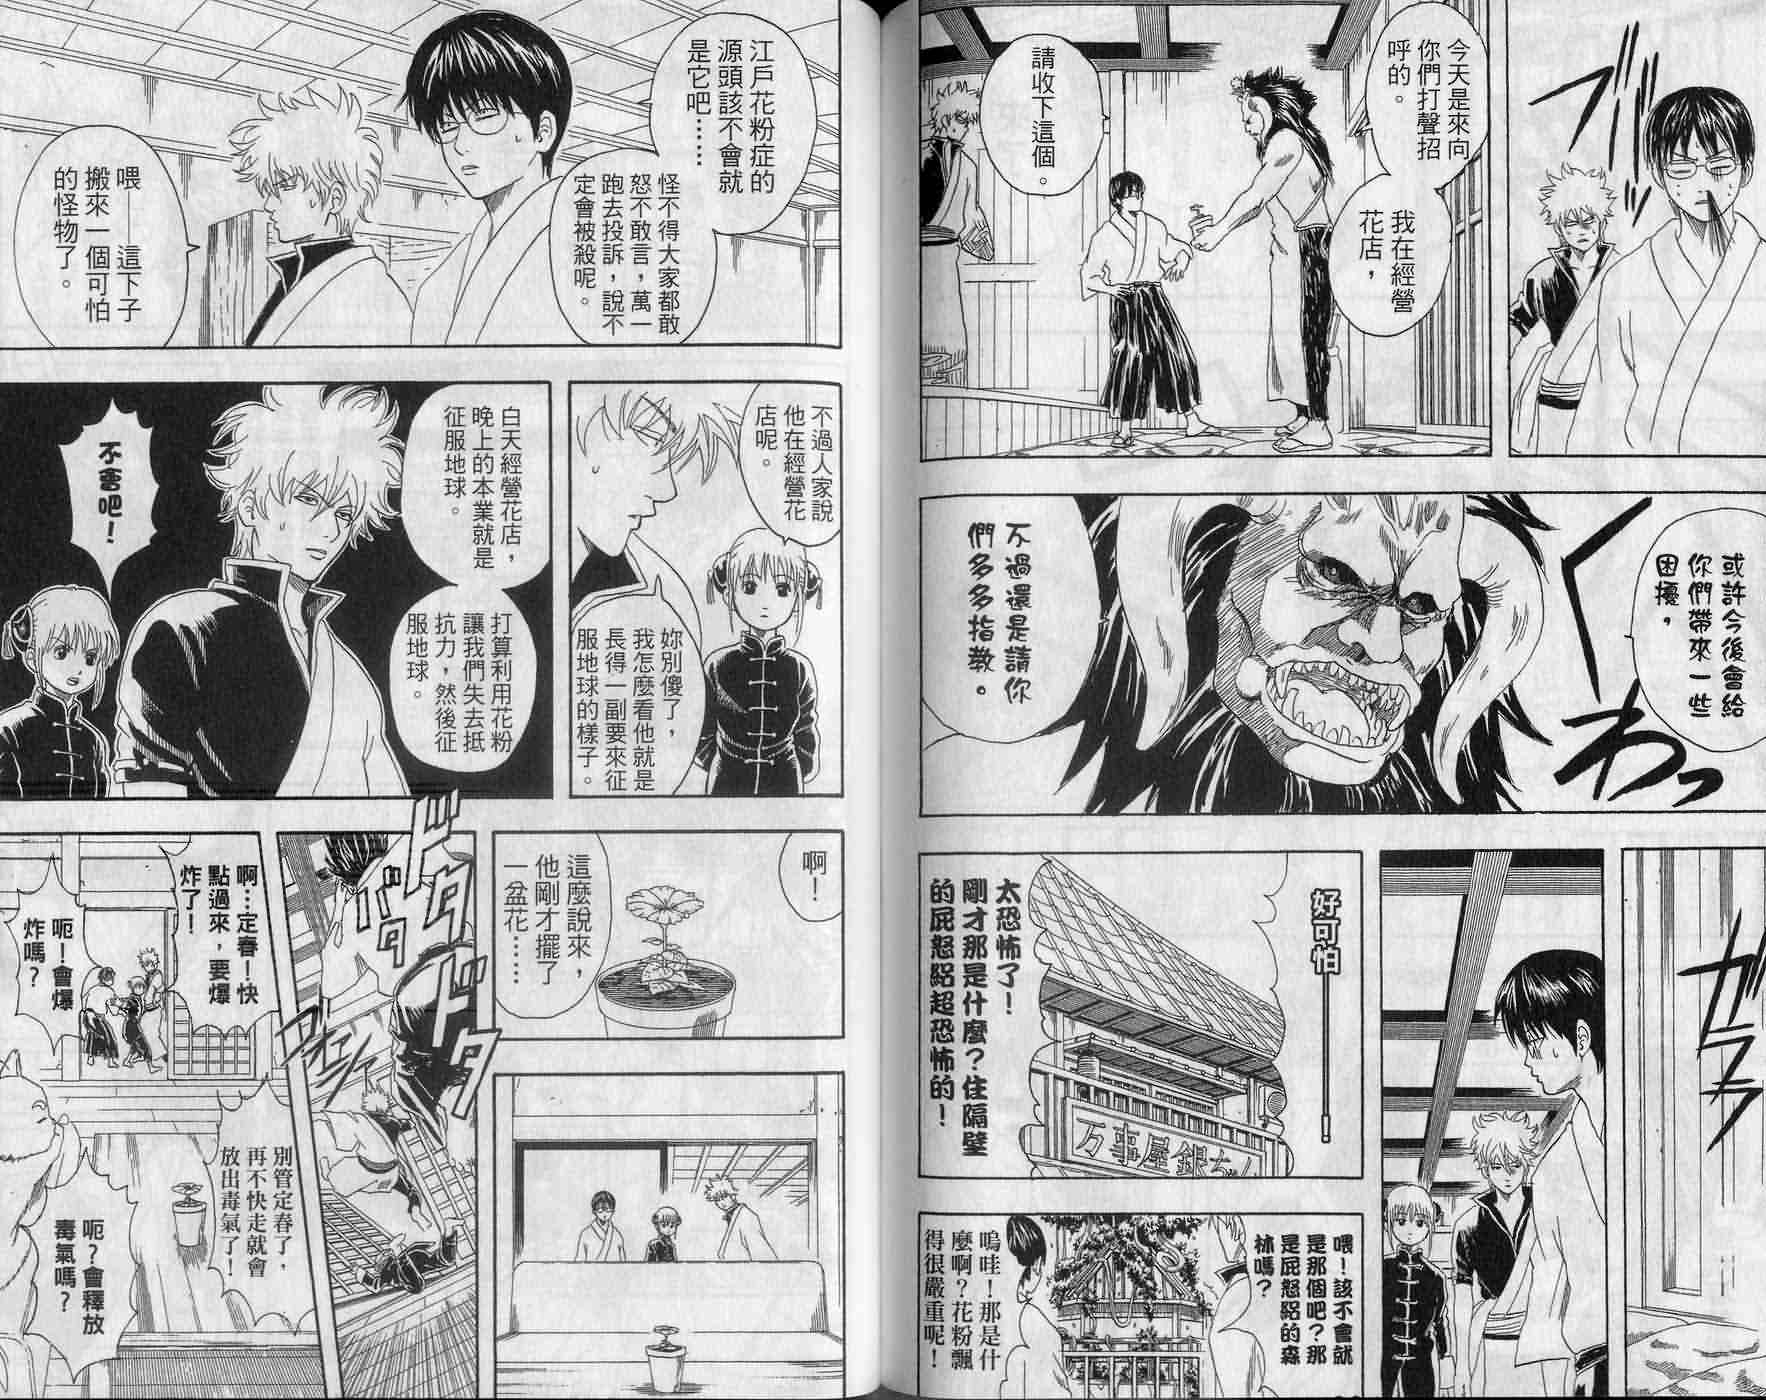 今天是來向
你們打聲招
呼的。
我在經營
花店，
請收下這個。
或許今後會給
你們帶來一些
困擾，
不過還是請你
們多多指教。
くわっ
ガラララ
好可怕——！
太恐怖了！
剛才那是什麼？住隔壁
的屁怒絽超恐怖的！
万事屋銀ちゃん
喂！該不會就
是那個吧？那
是屁怒絽的森
林嗎？
嗚哇！那是什
麼啊？花粉飄
得很嚴重呢！
江戶花粉症的
源頭該不會就
是它吧……
怪不得大家都敢
怒不敢言，萬一
跑去投訴，說不
定會被殺呢。
喂——這下子
搬來一個可怕
的怪物了。
不過人家說
他在經營花
店呢。
妳別傻了，
我怎麼看他就是
長得一副要來征
服地球的樣子。
白天經營花店，
晚上的本業就是
征服地球。
打算利用花粉
讓我們失去抵
抗力，然後征
服地球。
不會吧！
啊！
這麼說來，
他剛才擺了
一盆花……
ドタ
バタ
ドタ
啊…定春！快
點過來，要爆
炸了！
呃！會爆
炸嗎？
別管定春了，
再不快走就會
放出毒氣了！
呃？會釋放
毒氣嗎？